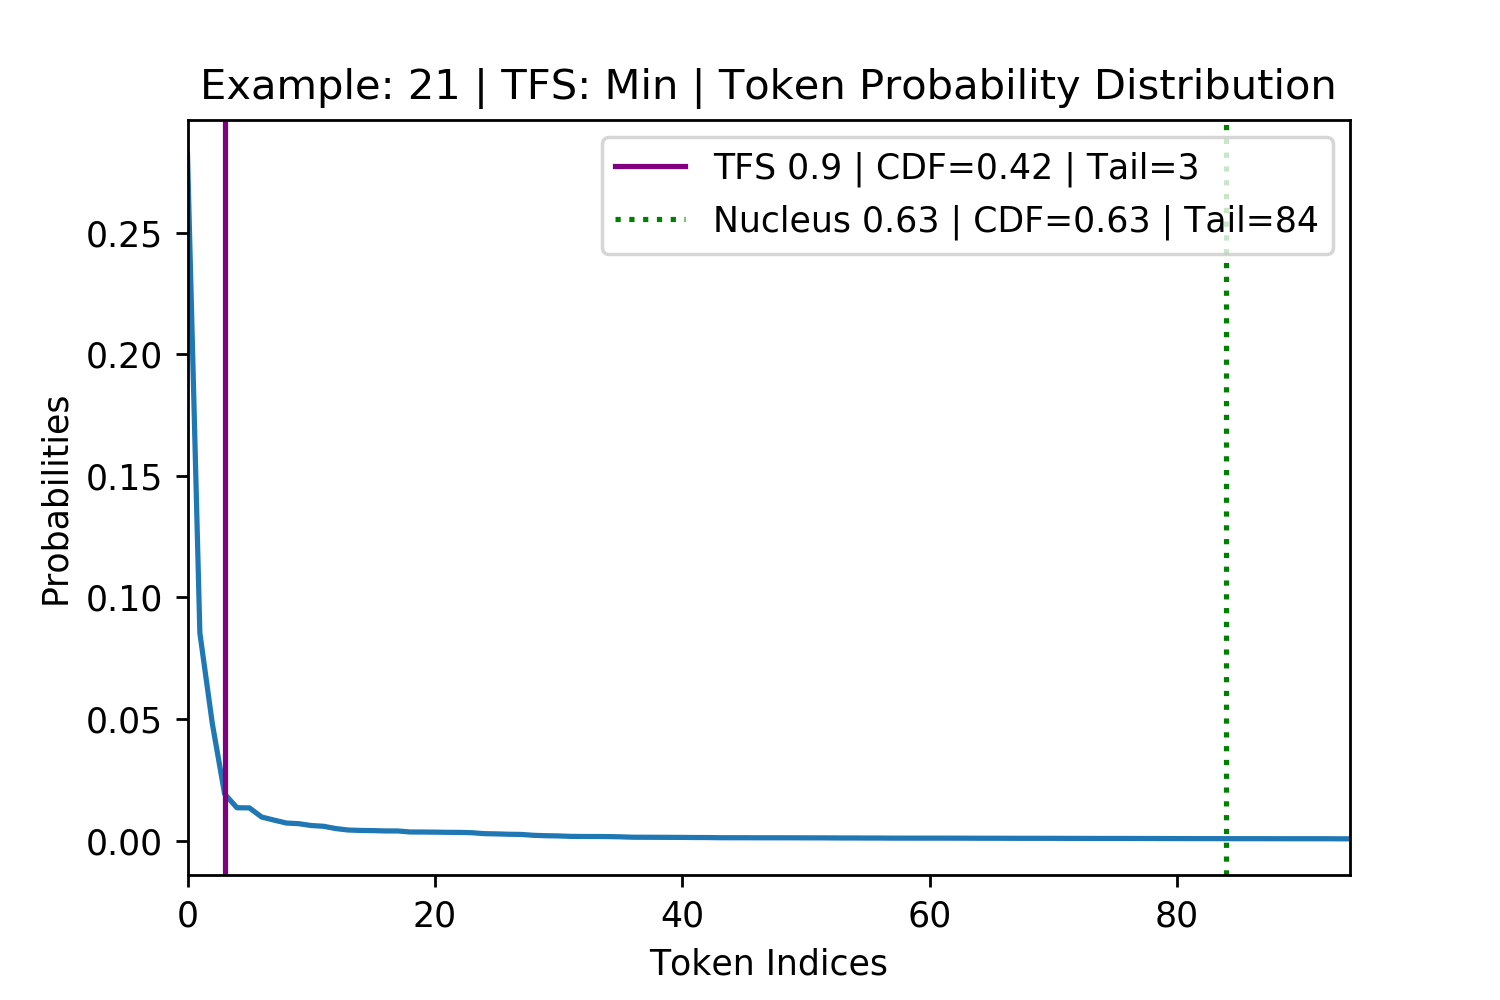 Example: 21 | TFS: Min | Token Probability Distribution
TFS 0.9 | CDF=0.42 | Tail=3
Nucleus 0.63 | CDF=0.63 | Tail=84
Probabilities
0.25
0.20
0.15
0.10
0.05
0.00
0 20 40 60 80
Token Indices